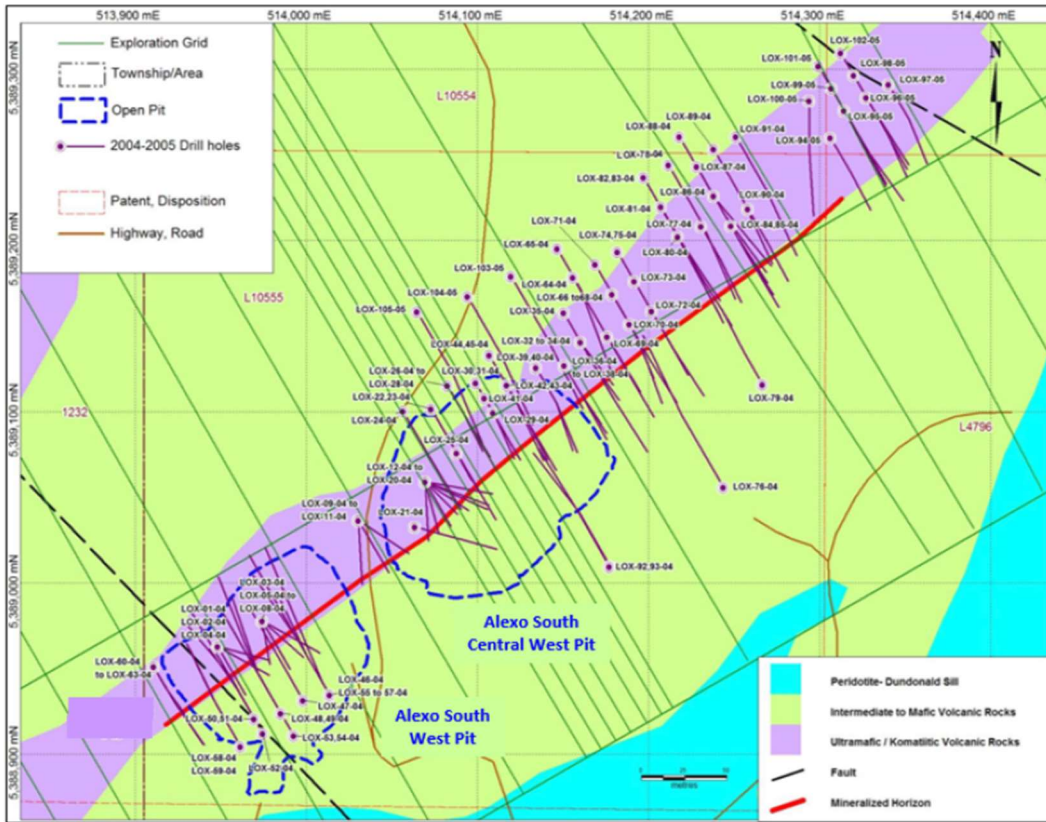 513,900 mE
514,000 mE
514,100 mE
514,200 mE
514,300 mE
514,400 mE
5,389,300 mN
5,389,200 mN
5,389,100 mN
5,389,000 mN
5,388,900 mN
Exploration Grid
Township/Area
Open Pit
2004-2005 Drill holes
Patent, Disposition
Highway, Road
N
L10554
L10555
1232
L4796
LOX-102-05
LOX-101-05
LOX-98-05
LOX-99-05
LOX-97-05
LOX-100-05
LOX-96-05
LOX-95-05
LOX-94-05
LOX-89-04
LOX-88-04
LOX-91-04
LOX-78-04
LOX-87-04
LOX-82,83-04
LOX-86-04
LOX-90-04
LOX-81-04
LOX-77-04
LOX-84,85-04
LOX-71-04
LOX-74,75-04
LOX-65-04
LOX-80-04
LOX-103-05
LOX-64-04
LOX-73-04
LOX-104-05
LOX-66 to68-04
LOX-105-05
LOX-35-04
LOX-72-04
LOX-70-04
LOX-44,45-04
LOX-32 to 34-04
LOX-69-04
LOX-39,40-04
LOX-36-04
to LOX-38-04
LOX-26-04 to
LOX-28-04
LOX-30,31-04
LOX-42,43-04
LOX-79-04
LOX-22,23-04
LOX-41-04
LOX-24-04
LOX-29-04
LOX-25-04
LOX-12-04 to
LOX-20-04
LOX-76-04
LOX-09-04 to
LOX-11-04
LOX-21-04
LOX-92,93-04
LOX-03-04
LOX-05-04 to
LOX-08-04
LOX-01-04
LOX-02-04
LOX-04-04
LOX-60-04
to LOX-63-04
LOX-46-04
LOX-55 to 57-04
LOX-47-04
LOX-50,51-04
LOX-48,49-04
LOX-53,54-04
LOX-58-04
LOX-59-04
LOX-52-04
Alexo South
Central West Pit
Alexo South
West Pit
0 25 50
metres
Peridotite- Dundonald Sill
Intermediate to Mafic Volcanic Rocks
Ultramafic / Komatiitic Volcanic Rocks
Fault
Mineralized Horizon